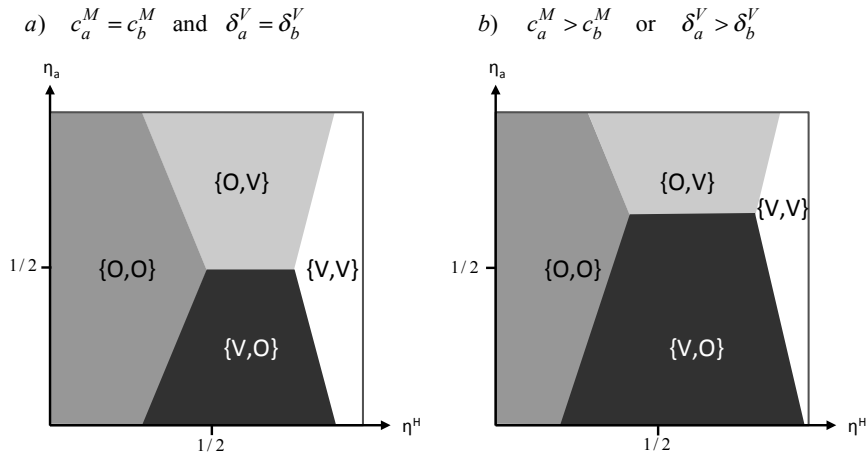 a) c_a^M = c_b^M and δ_a^V = δ_b^V
η_a
{O,V}
1/2
{O,O}
{V,V}
{V,O}
1/2
η^H
b) c_a^M > c_b^M or δ_a^V > δ_b^V
η_a
{O,V}
{V,V}
1/2
{O,O}
{V,O}
1/2
η^H